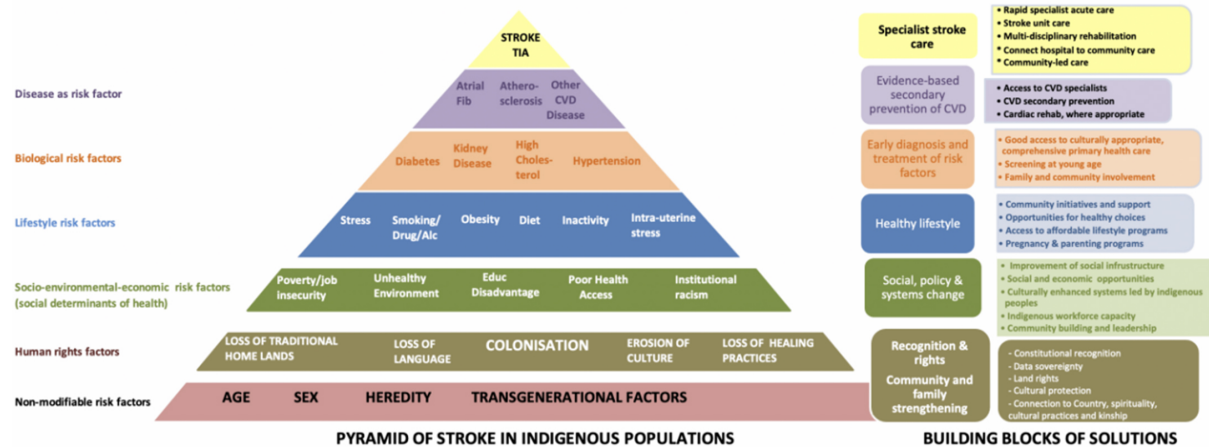 STROKE
TIA
Disease as risk factor
Atrial
Fib
Athero-
sclerosis
Other
CVD
Disease
Biological risk factors
Diabetes
Kidney
Disease
High
Choles-
terol
Hypertension
Lifestyle risk factors
Stress
Smoking/
Drug/Alc
Obesity
Diet
Inactivity
Intra-uterine
stress
Socio-environmental-economic risk factors
(social determinants of health)
Poverty/job
insecurity
Unhealthy
Environment
Educ
Disadvantage
Poor Health
Access
Institutional
racism
Human rights factors
LOSS OF TRADITIONAL
HOME LANDS
LOSS OF
LANGUAGE
COLONISATION
EROSION OF
CULTURE
LOSS OF HEALING
PRACTICES
Non-modifiable risk factors
AGE
SEX
HEREDITY
TRANSGENERATIONAL FACTORS
PYRAMID OF STROKE IN INDIGENOUS POPULATIONS
Specialist stroke
care
• Rapid specialist acute care
• Stroke unit care
• Multi-disciplinary rehabilitation
* Connect hospital to community care
* Community-led care
Evidence-based
secondary
prevention of CVD
• Access to CVD specialists
• CVD secondary prevention
• Cardiac rehab, where appropriate
Early diagnosis and
treatment of risk
factors
• Good access to culturally appropriate,
comprehensive primary health care
• Screening at young age
• Family and community involvement
Healthy lifestyle
• Community initiatives and support
• Opportunities for healthy choices
• Access to affordable lifestyle programs
• Pregnancy & parenting programs
Social, policy &
systems change
• Improvement of social infrustructure
• Social and economic opportunities
• Culturally enhanced systems led by indigenous
peoples
• Indigenous workforce capacity
• Community building and leadership
Recognition &
rights
Community and
family
strengthening
- Constitutional recognition
- Data sovereignty
- Land rights
- Cultural protection
- Connection to Country, spirituality,
cultural practices and kinship
BUILDING BLOCKS OF SOLUTIONS